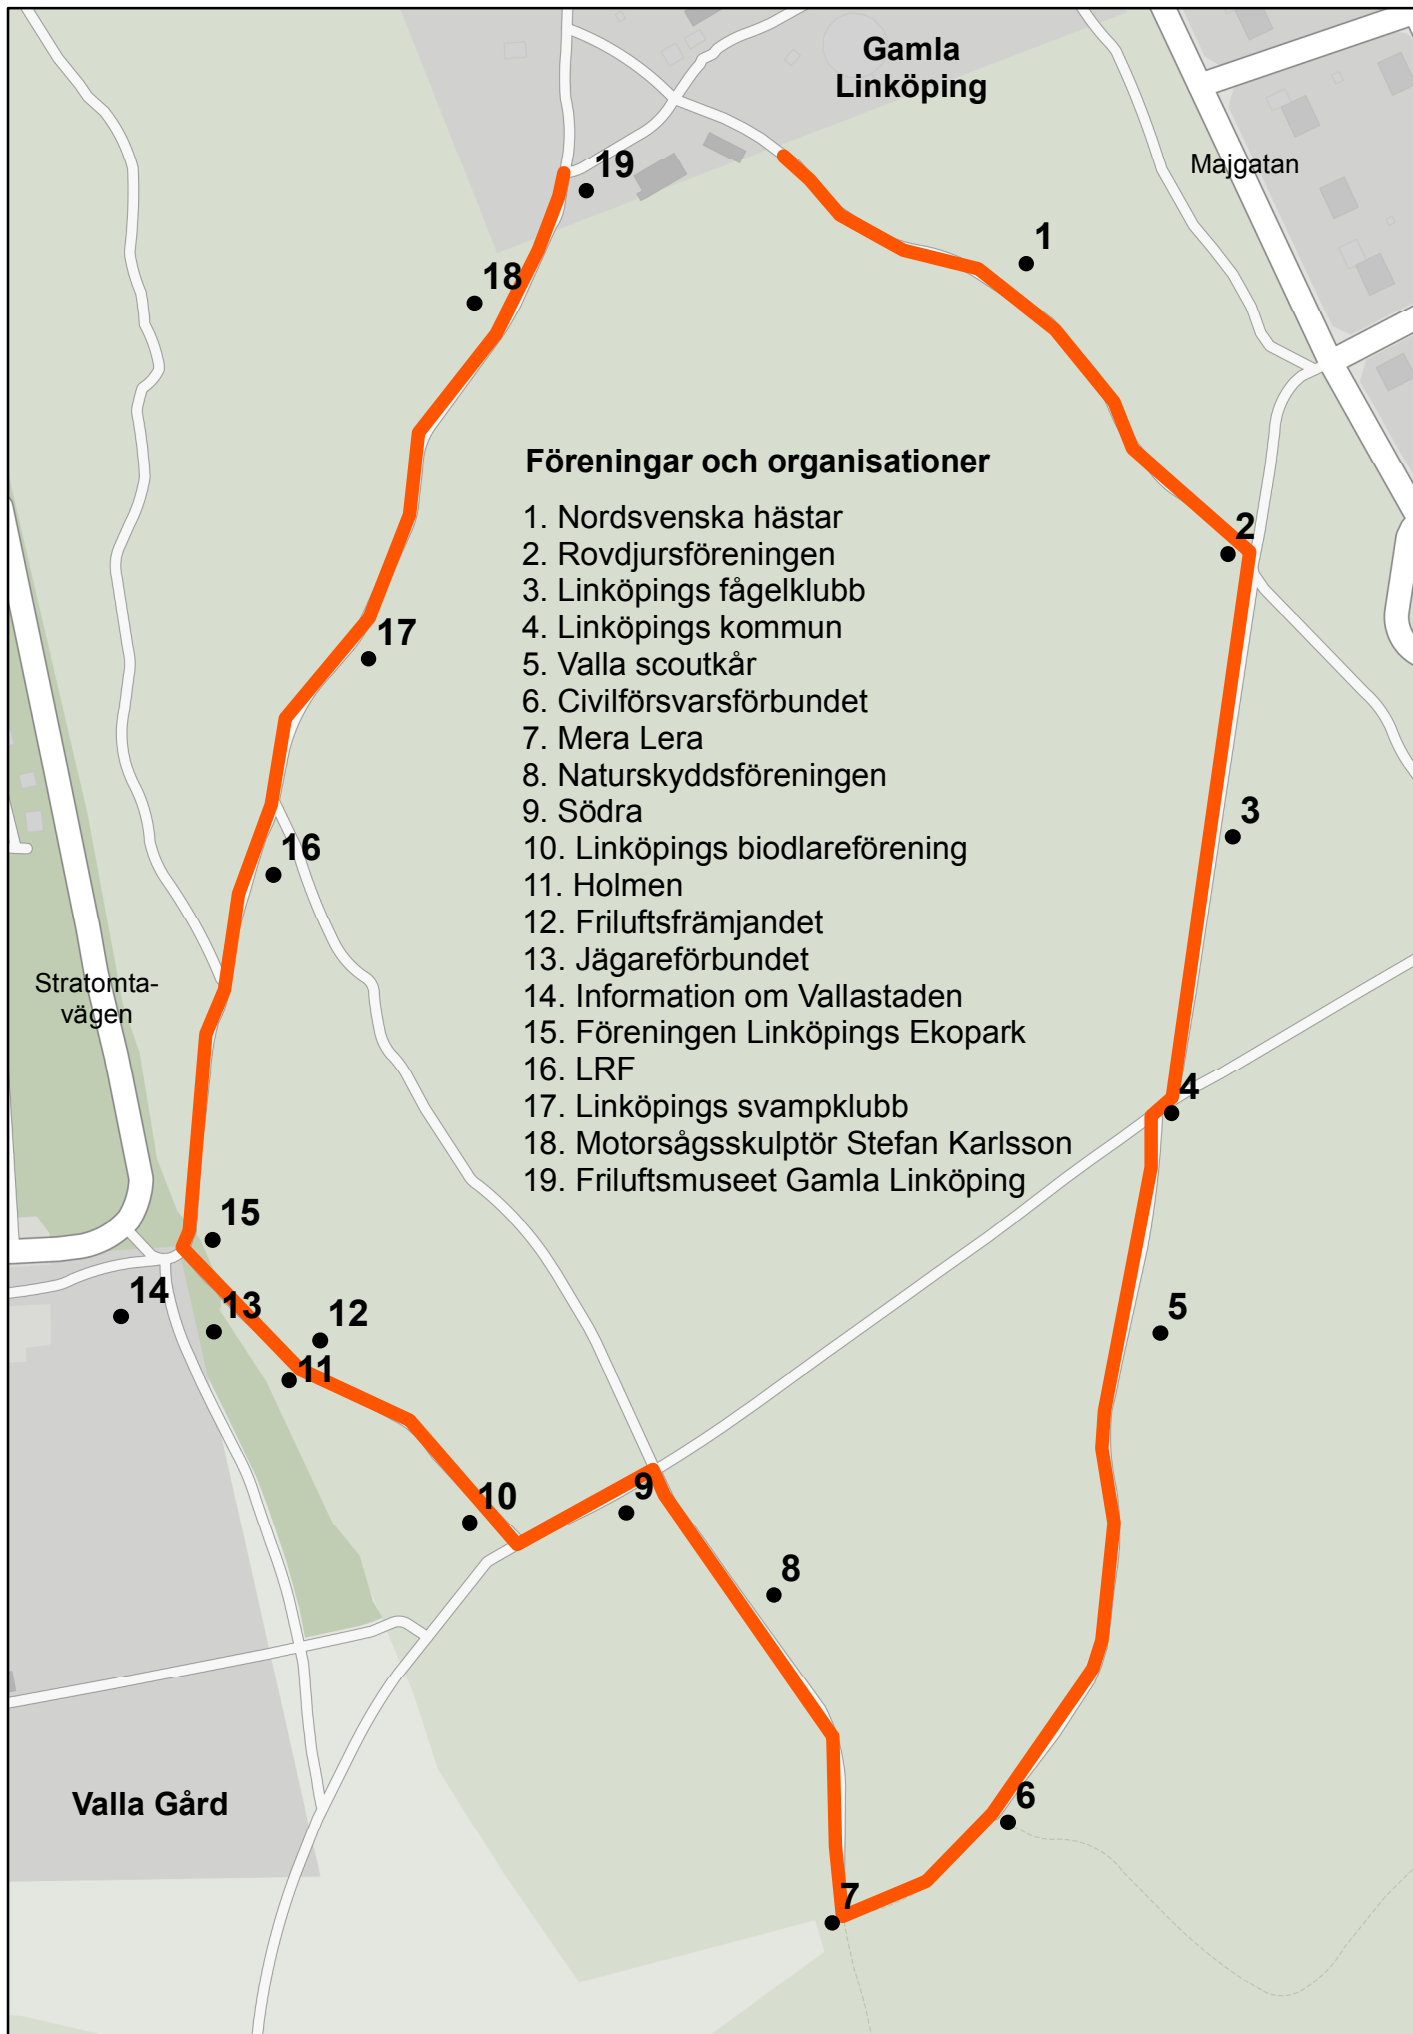 Gamla
Linköping
Majgatan
19
1
18
Föreningar och organisationer
1. Nordsvenska hästar
2. Rovdjursföreningen
3. Linköpings fågelklubb
4. Linköpings kommun
5. Valla scoutkår
6. Civilförsvarsförbundet
7. Mera Lera
8. Naturskyddsföreningen
9. Södra
10. Linköpings biodlareförening
11. Holmen
12. Friluftsfrämjandet
13. Jägareförbundet
14. Information om Vallastaden
15. Föreningen Linköpings Ekopark
16. LRF
17. Linköpings svampklubb
18. Motorsågsskulptör Stefan Karlsson
19. Friluftsmuseet Gamla Linköping
2
17
3
16
Stratomta-
vägen
4
15
14
13
12
5
11
9
10
8
Valla Gård
6
7